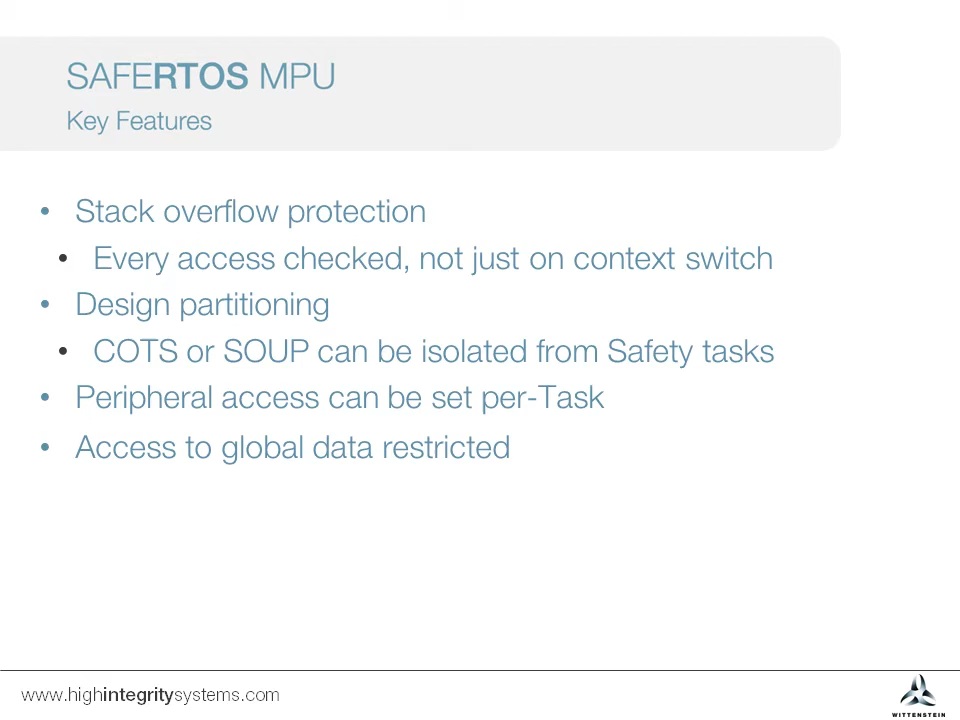 SAFERTOS MPU
Key Features
• Stack overflow protection
• Every access checked, not just on context switch
• Design partitioning
• COTS or SOUP can be isolated from Safety tasks
• Peripheral access can be set per-Task
• Access to global data restricted
www.highintegritysystems.com
WITTENSTEIN